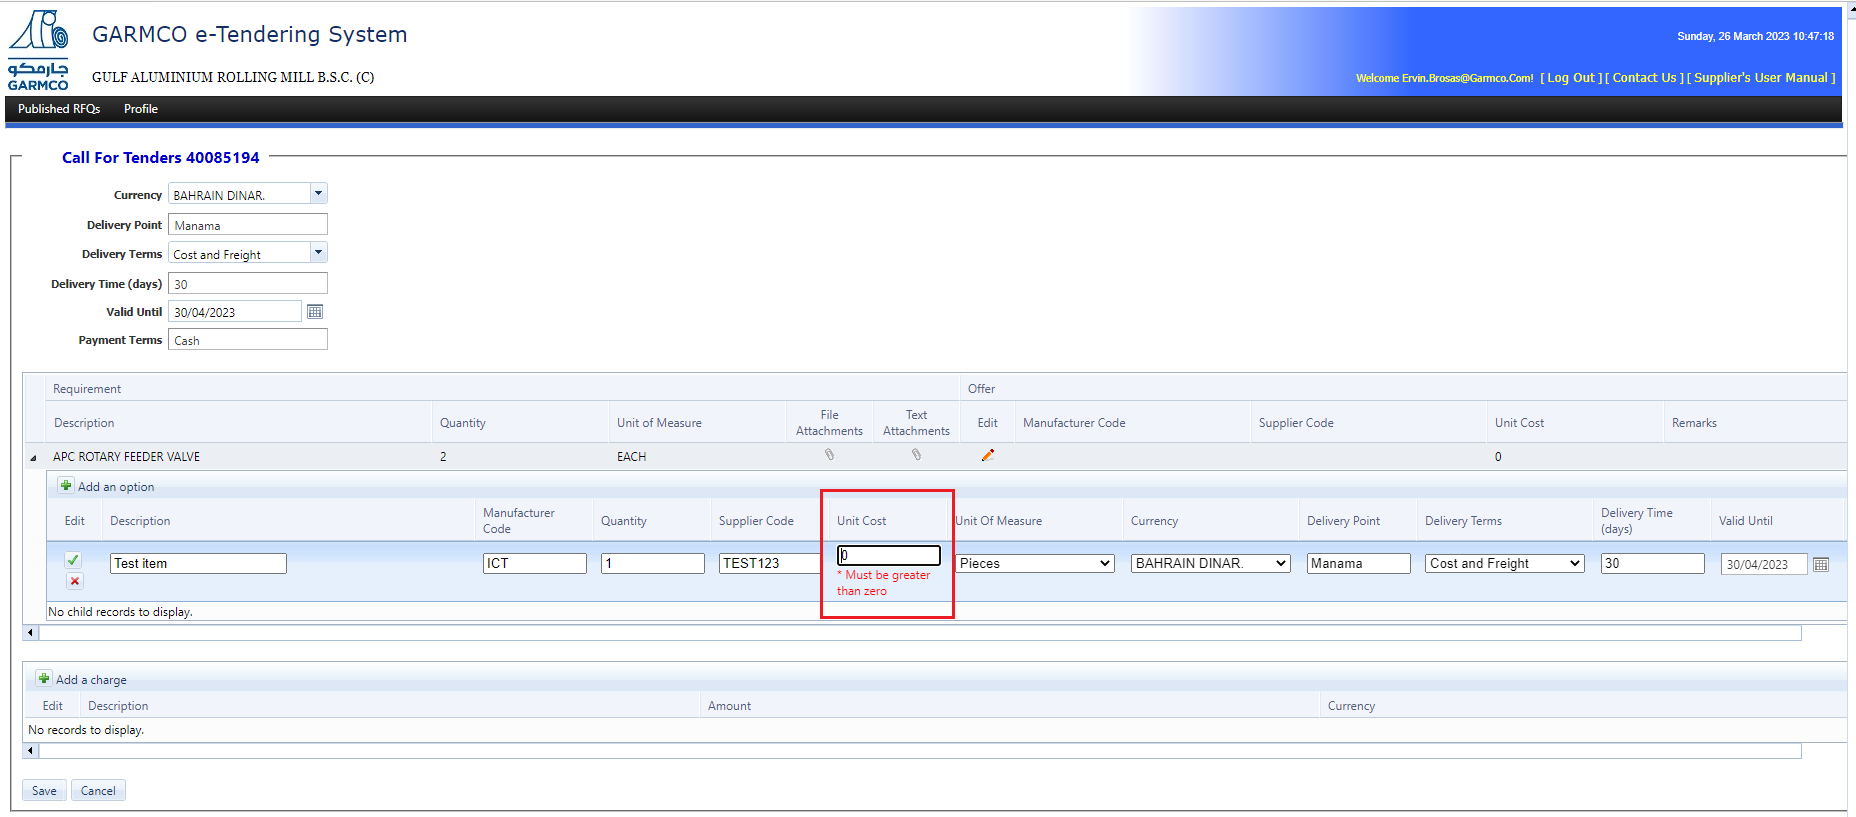 GARMCO e-Tendering System
Sunday, 26 March 2023 10:47:18
جارمكو
GARMCO
GULF ALUMINIUM ROLLING MILL B.S.C. (C)
Welcome Ervin.Brosas@Garmco.Com! [ Log Out ] [ Contact Us ] [ Supplier's User Manual ]
Published RFQs Profile
Call For Tenders 40085194
Currency BAHRAIN DINAR.
Delivery Point Manama
Delivery Terms Cost and Freight
Delivery Time (days) 30
Valid Until 30/04/2023
Payment Terms Cash
Requirement Offer
Description Quantity Unit of Measure File Attachments Text Attachments Edit Manufacturer Code Supplier Code Unit Cost Remarks
APC ROTARY FEEDER VALVE 2 EACH 0
Add an option
Edit Description Manufacturer Code Quantity Supplier Code Unit Cost Unit Of Measure Currency Delivery Point Delivery Terms Delivery Time (days) Valid Until
Test item ICT 1 TEST123 0 Pieces BAHRAIN DINAR. Manama Cost and Freight 30 30/04/2023
* Must be greater
than zero
No child records to display.
Add a charge
Edit Description Amount Currency
No records to display.
Save Cancel